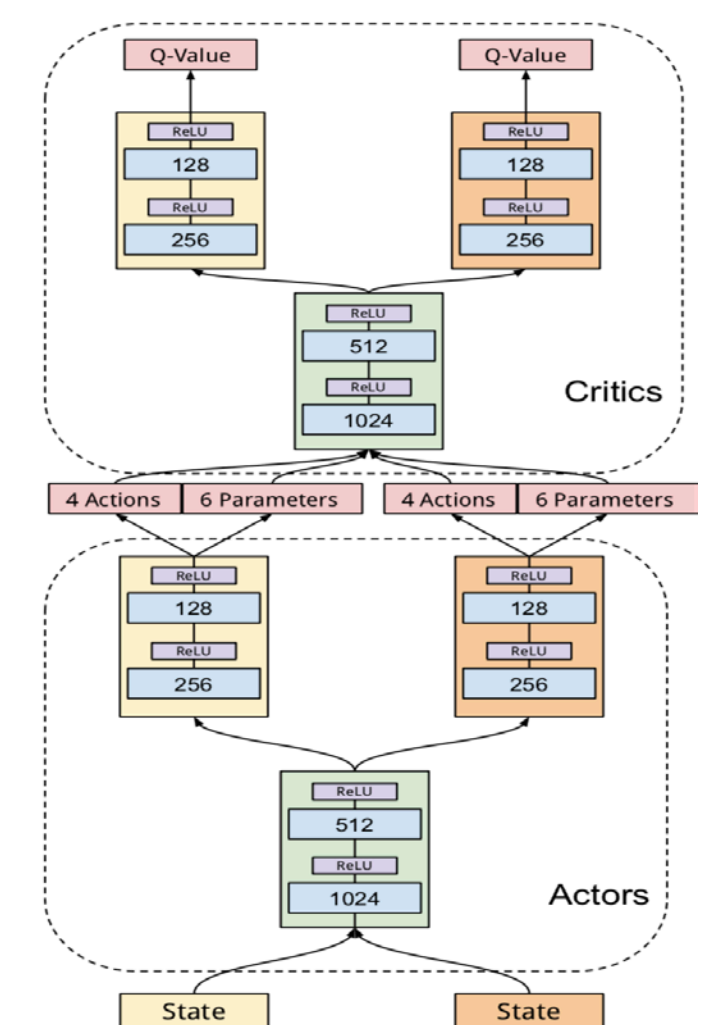 Q-Value Q-Value
ReLU ReLU
128 128
ReLU ReLU
256 256
ReLU
512
ReLU
Critics
1024
4 Actions 6 Parameters 4 Actions 6 Parameters
ReLU ReLU
128 128
ReLU ReLU
256 256
ReLU
512
ReLU
1024
Actors
State State